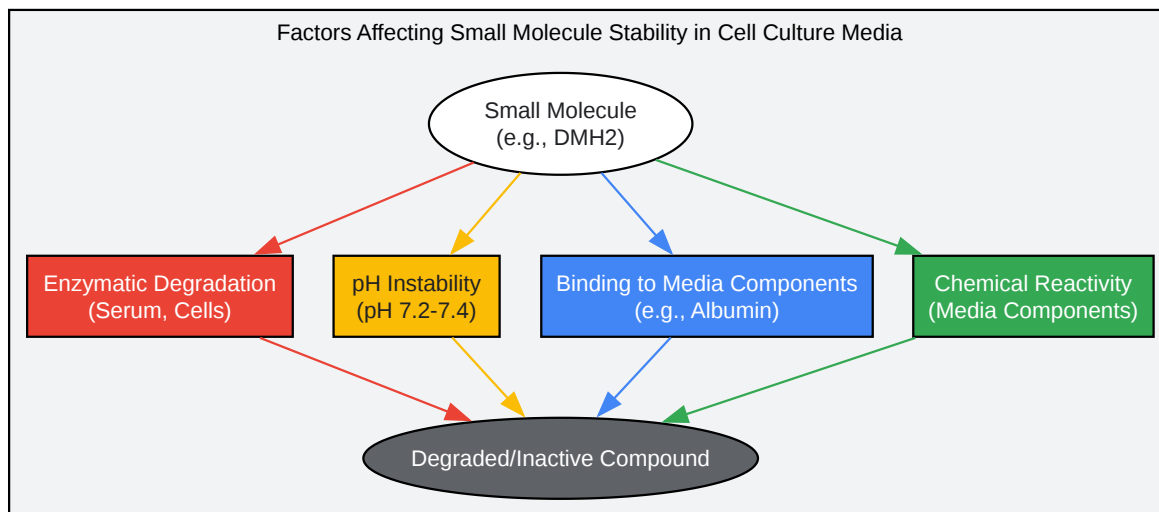 Factors Affecting Small Molecule Stability in Cell Culture Media
Small Molecule
(e.g., DMH2)
Enzymatic Degradation
(Serum, Cells)
pH Instability
(pH 7.2-7.4)
Binding to Media Components
(e.g., Albumin)
Chemical Reactivity
(Media Components)
Degraded/Inactive Compound